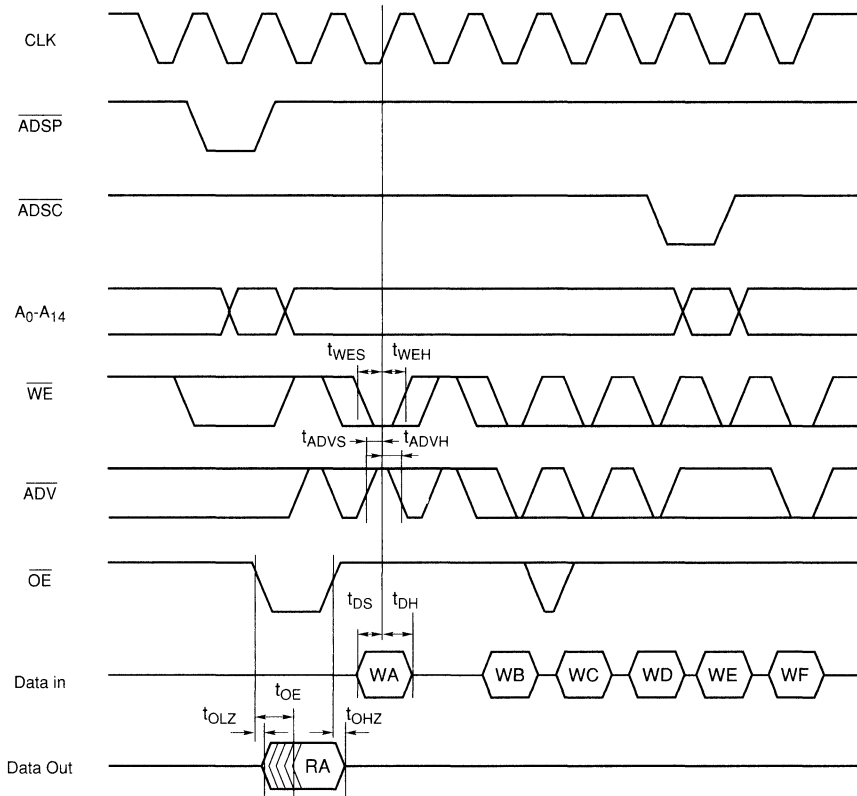 CLK
ADSP
ADSC
A0-A14
tWES tWEH
WE
tADVS tADVH
ADV
OE
tDS tDH
WA WB WC WD WE WF
Data in
tOE
tOLZ tOHZ
RA
Data Out